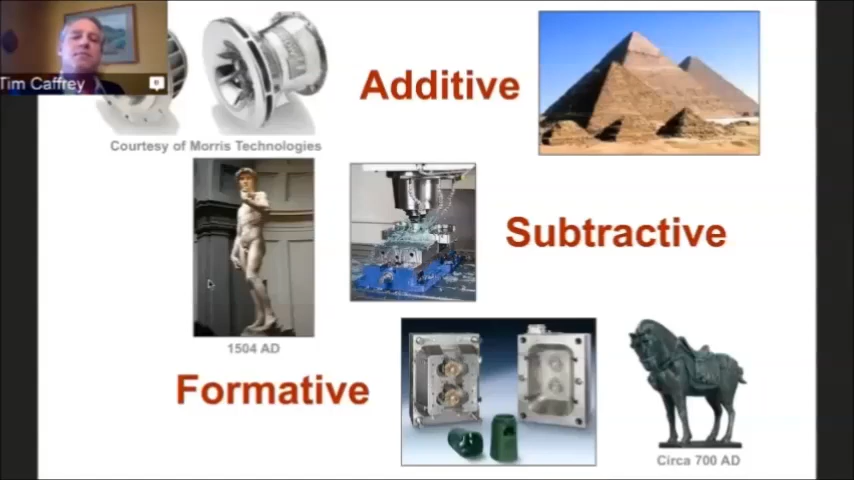 Tim Caffrey
Additive
Courtesy of Morris Technologies
Subtractive
1504 AD
Formative
Circa 700 AD